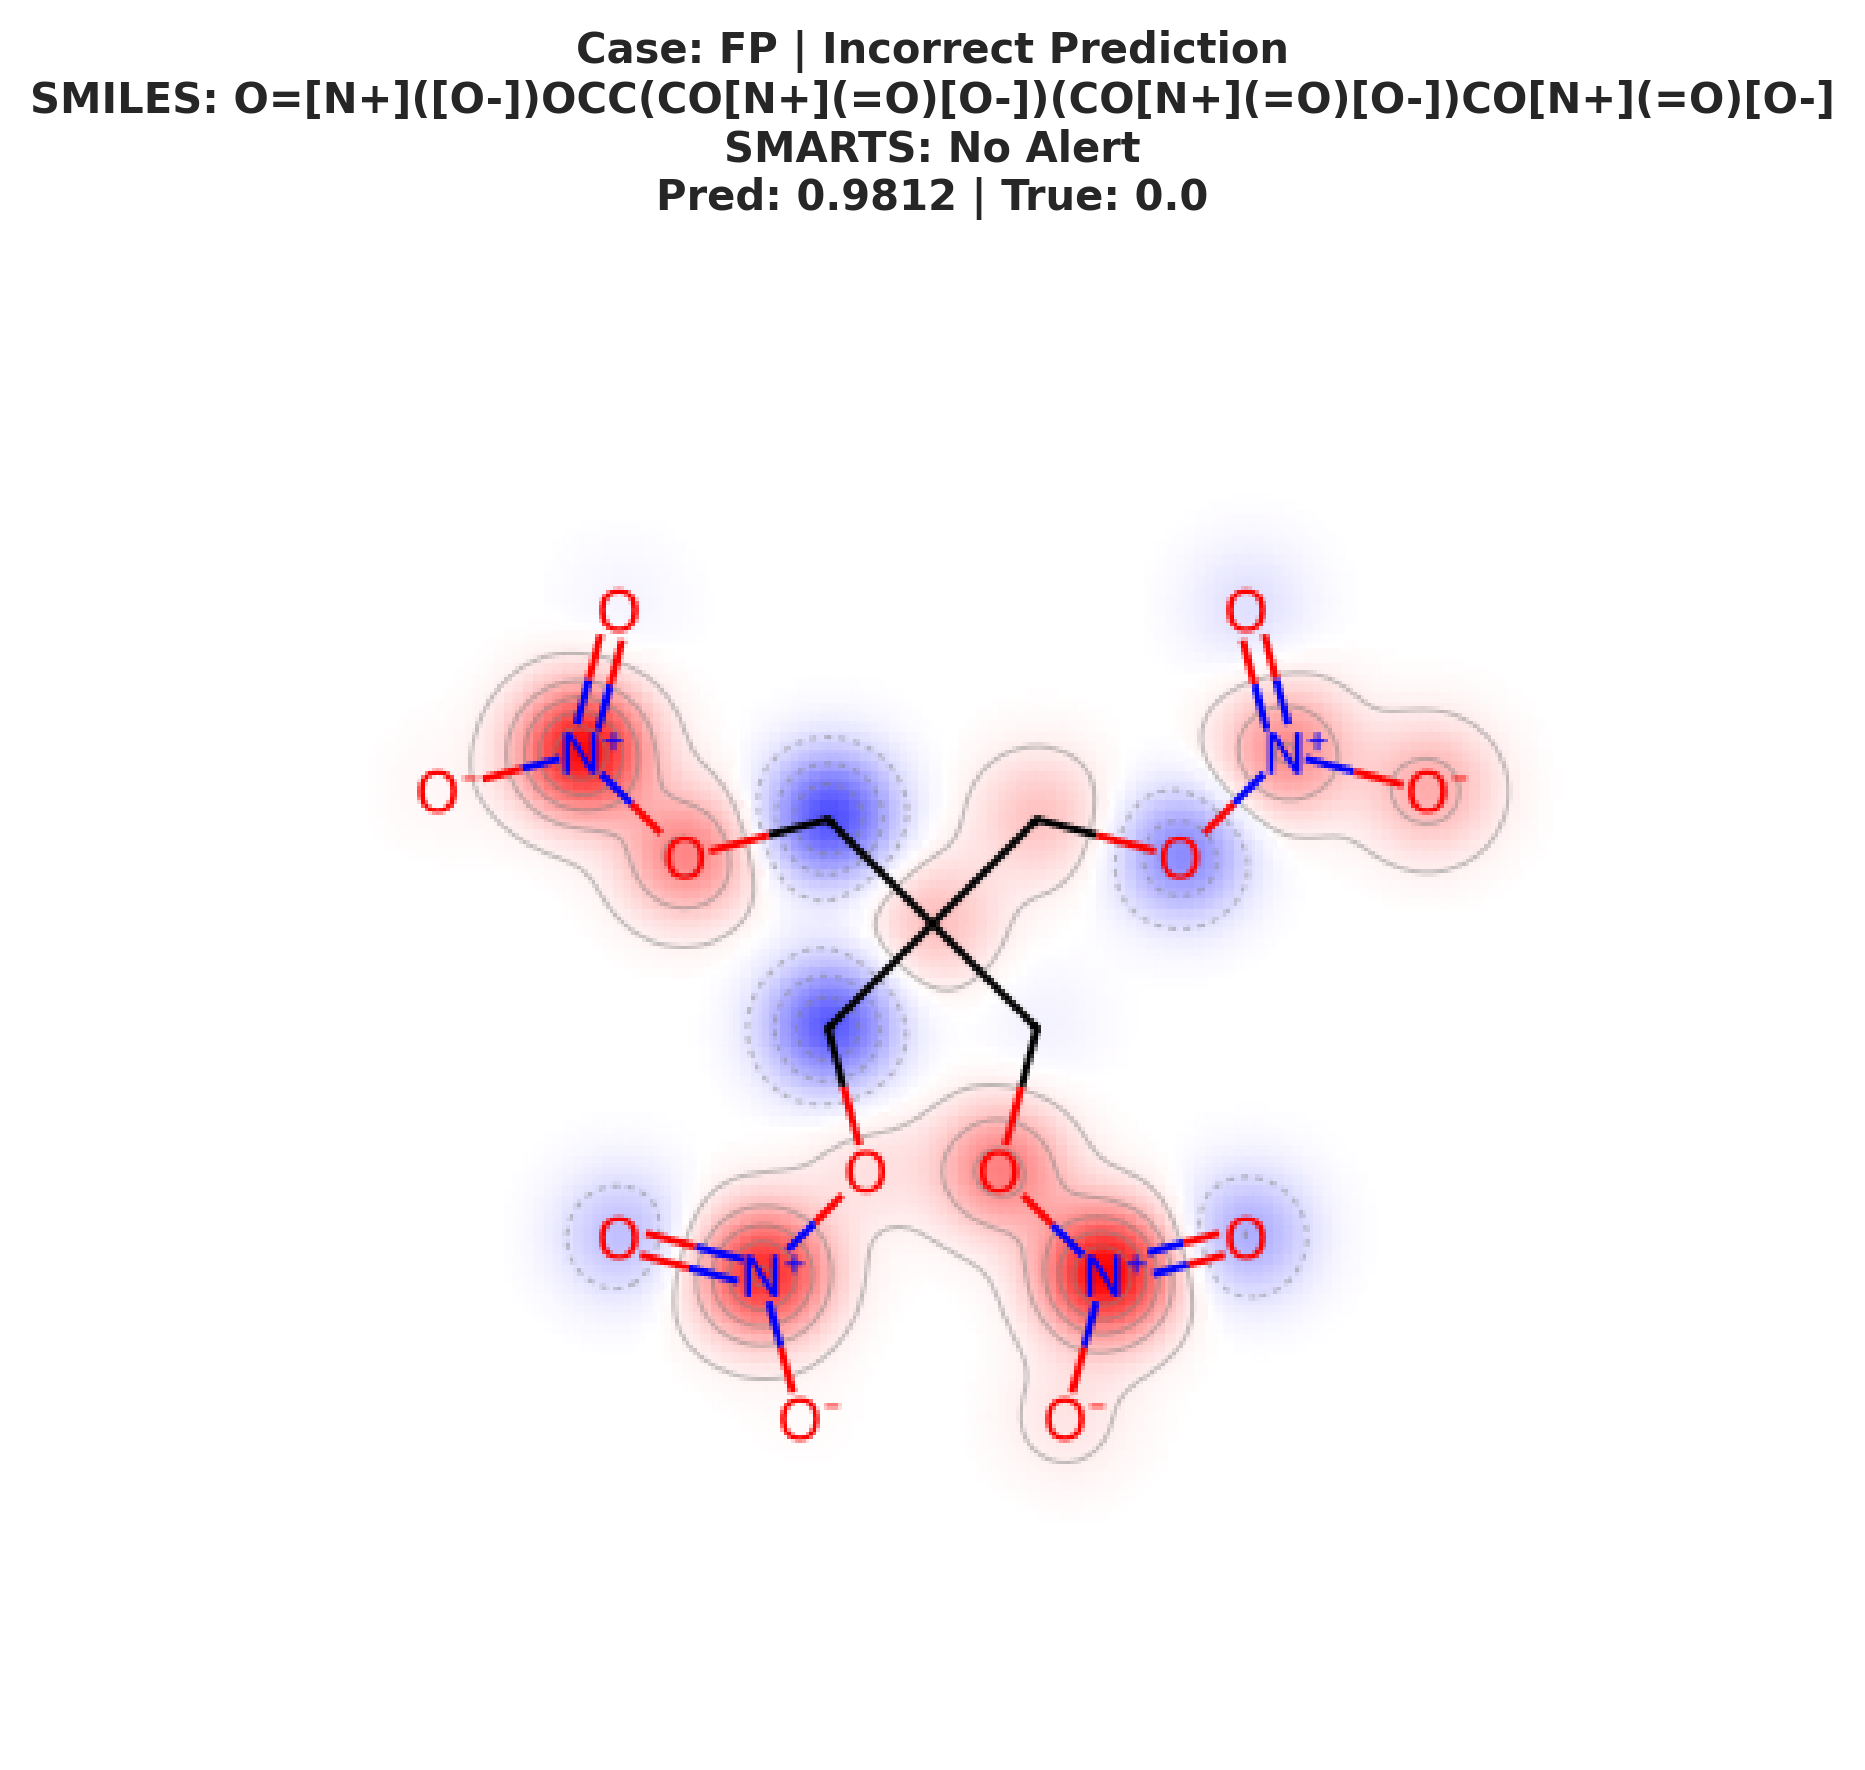 Case: FP | Incorrect Prediction
SMILES: O=[N+]([O-])OCC(CO[N+](=O)[O-])(CO[N+](=O)[O-])CO[N+](=O)[O-]
SMARTS: No Alert
Pred: 0.9812 | True: 0.0
O O
N+ N+
O- O-
O O
O O
O O
N+ N+
O- O-